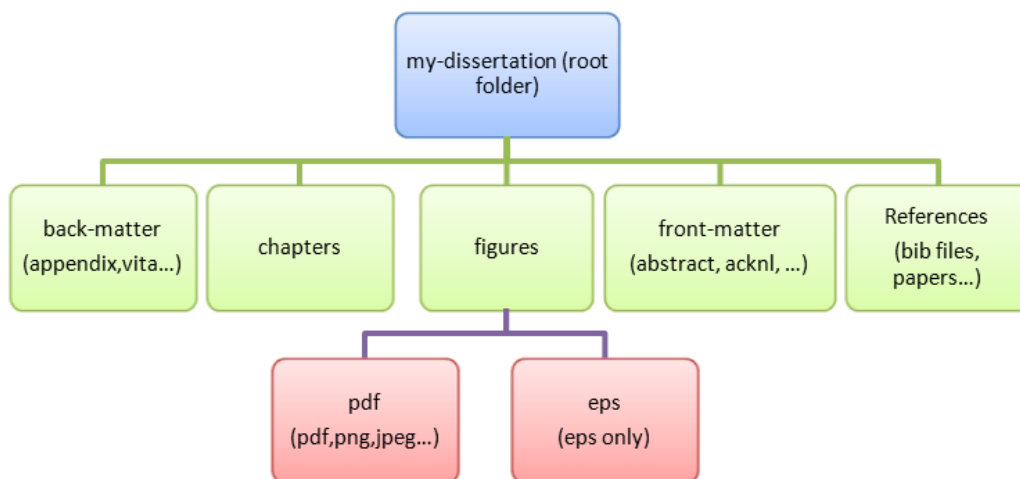 my-dissertation (root
folder)
back-matter
(appendix,vita...)
chapters
figures
front-matter
(abstract, acknl, ...)
References
(bib files,
papers...)
pdf
(pdf,png,jpeg...)
eps
(eps only)